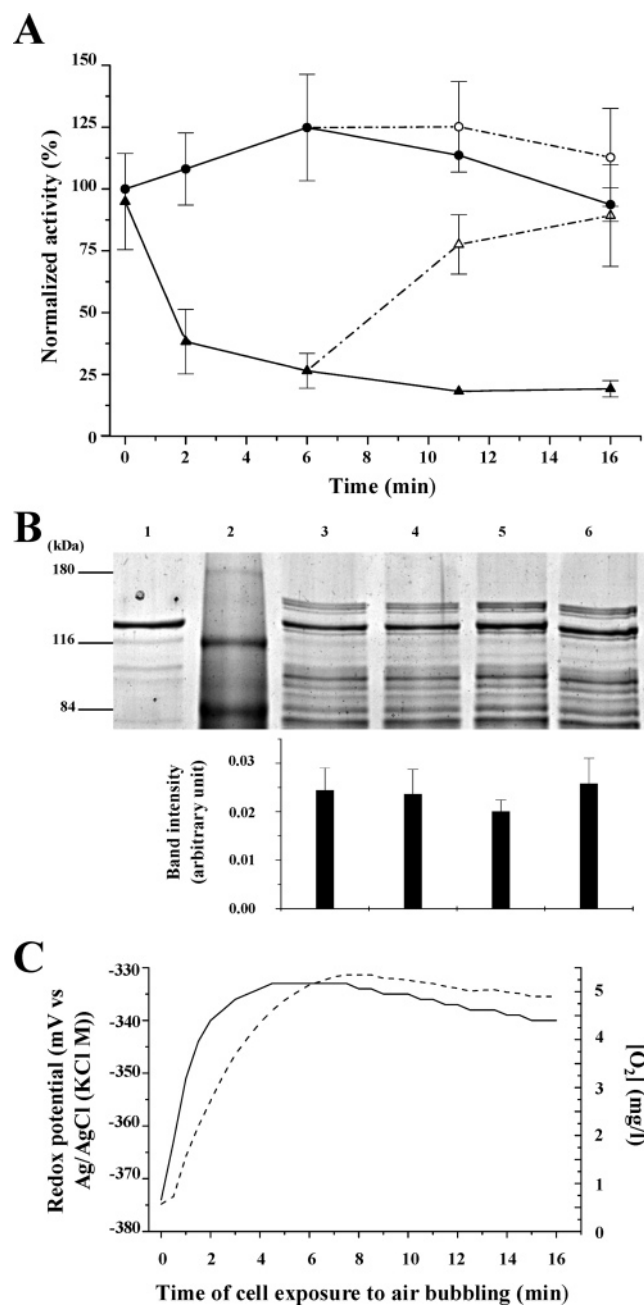 A
150
125
100
75
50
25
0
Normalized activity (%)
0 2 4 6 8 10 12 14 16
Time (min)
B
(kDa) 1 2 3 4 5 6
180
116
84
0.03
0.02
0.01
0.00
Band intensity
(arbitrary unit)
C
-330
-340
-350
-360
-370
-380
Redox potential (mV vs
Ag/AgCl (KCl M))
5
4
3
2
1
0
[O2] (mg/l)
0 2 4 6 8 10 12 14 16
Time of cell exposure to air bubbling (min)